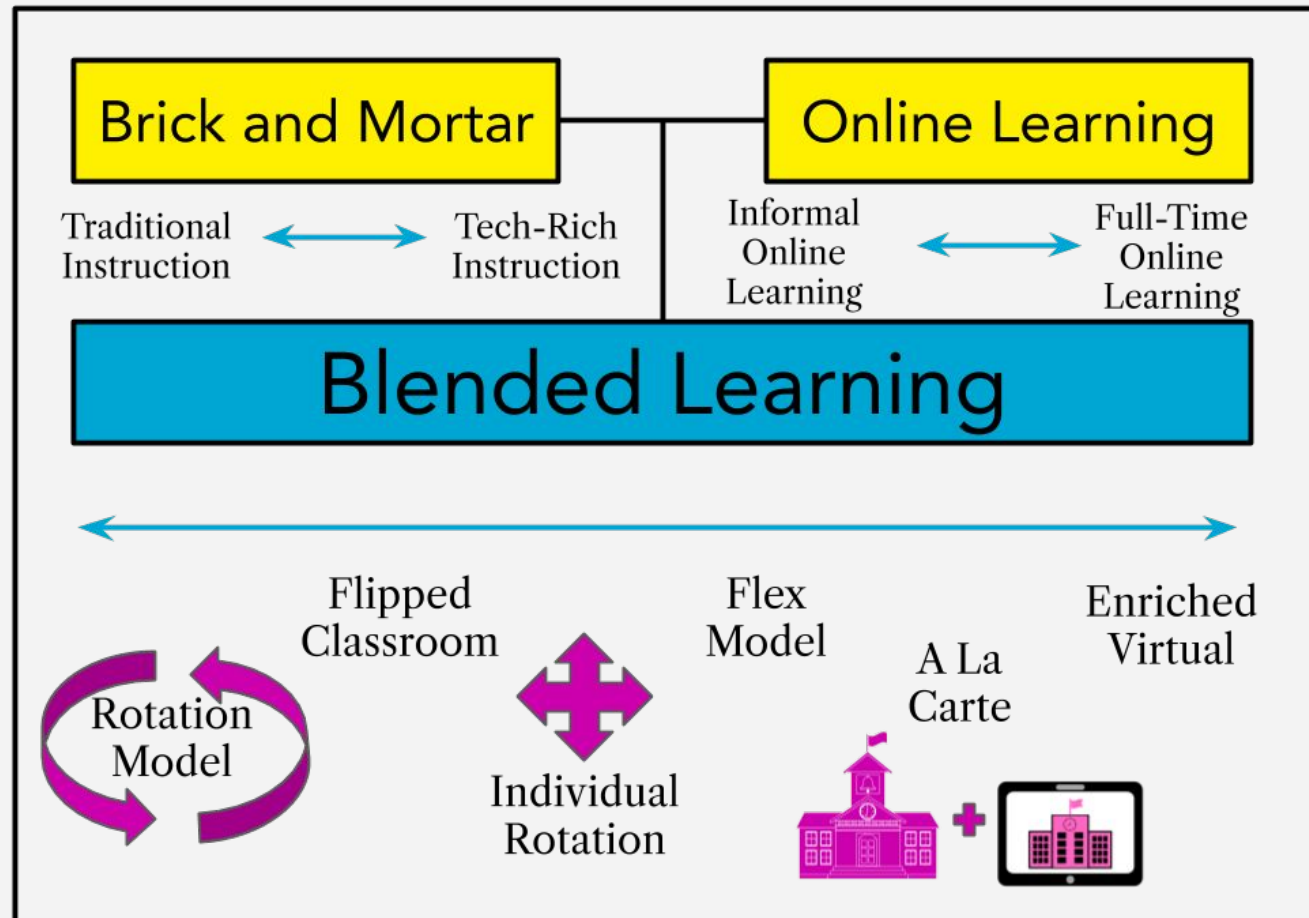 Brick and Mortar
Online Learning
Traditional
Instruction
Tech-Rich
Instruction
Informal
Online
Learning
Full-Time
Online
Learning
Blended Learning
Flipped
Classroom
Flex
Model
Enriched
Virtual
A La
Carte
Rotation
Model
Individual
Rotation